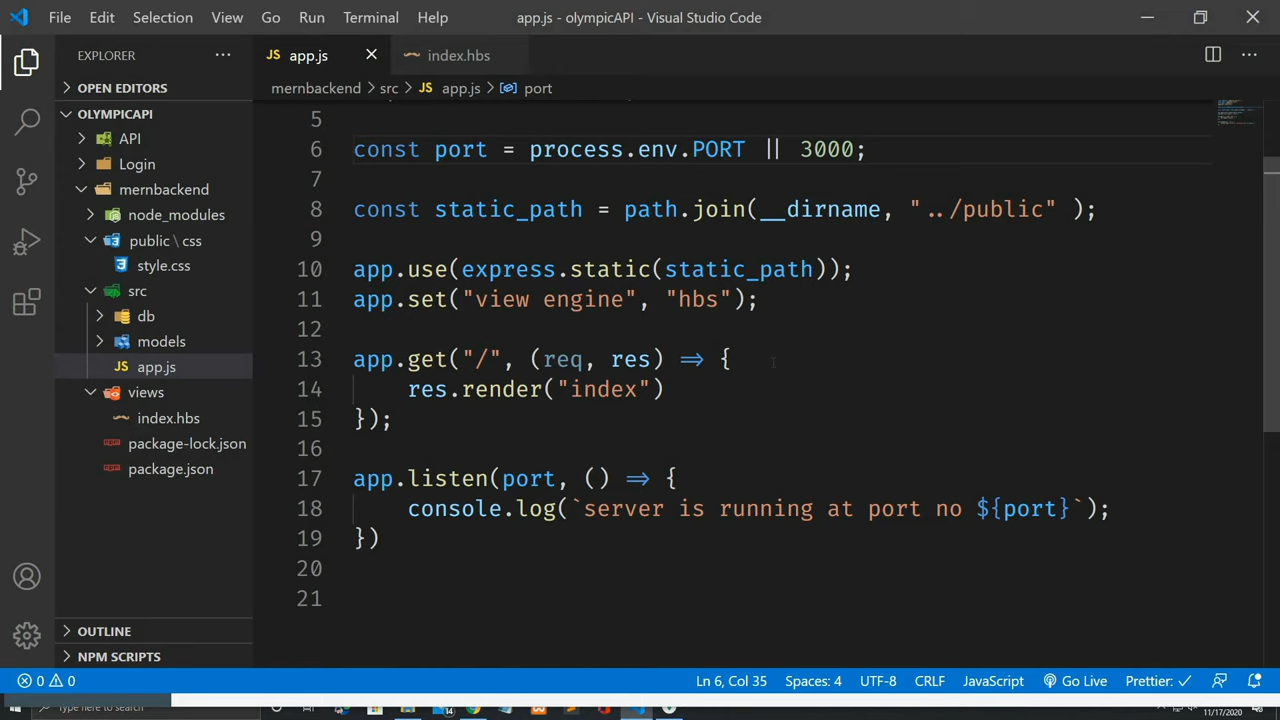 File Edit Selection View Go Run Terminal Help app.js - olympicAPI - Visual Studio Code
EXPLORER ··· JS app.js index.hbs ···
OPEN EDITORS mernbackend > src > JS app.js > port
OLYMPICAPI
API
Login
mernbackend
node_modules
public \ css
style.css
src
db
models
JS app.js
views
index.hbs
package-lock.json
package.json
OUTLINE
NPM SCRIPTS
5
6 const port = process.env.PORT || 3000;
7
8 const static_path = path.join(__dirname, "../public" );
9
10 app.use(express.static(static_path));
11 app.set("view engine", "hbs");
12
13 app.get("/", (req, res) => {
14 res.render("index")
15 });
16
17 app.listen(port, () => {
18 console.log(`server is running at port no ${port}`);
19 })
20
21
0 0 Ln 6, Col 35 Spaces: 4 UTF-8 CRLF JavaScript Go Live Prettier: ✓
Type here to search 14 11/17/2020